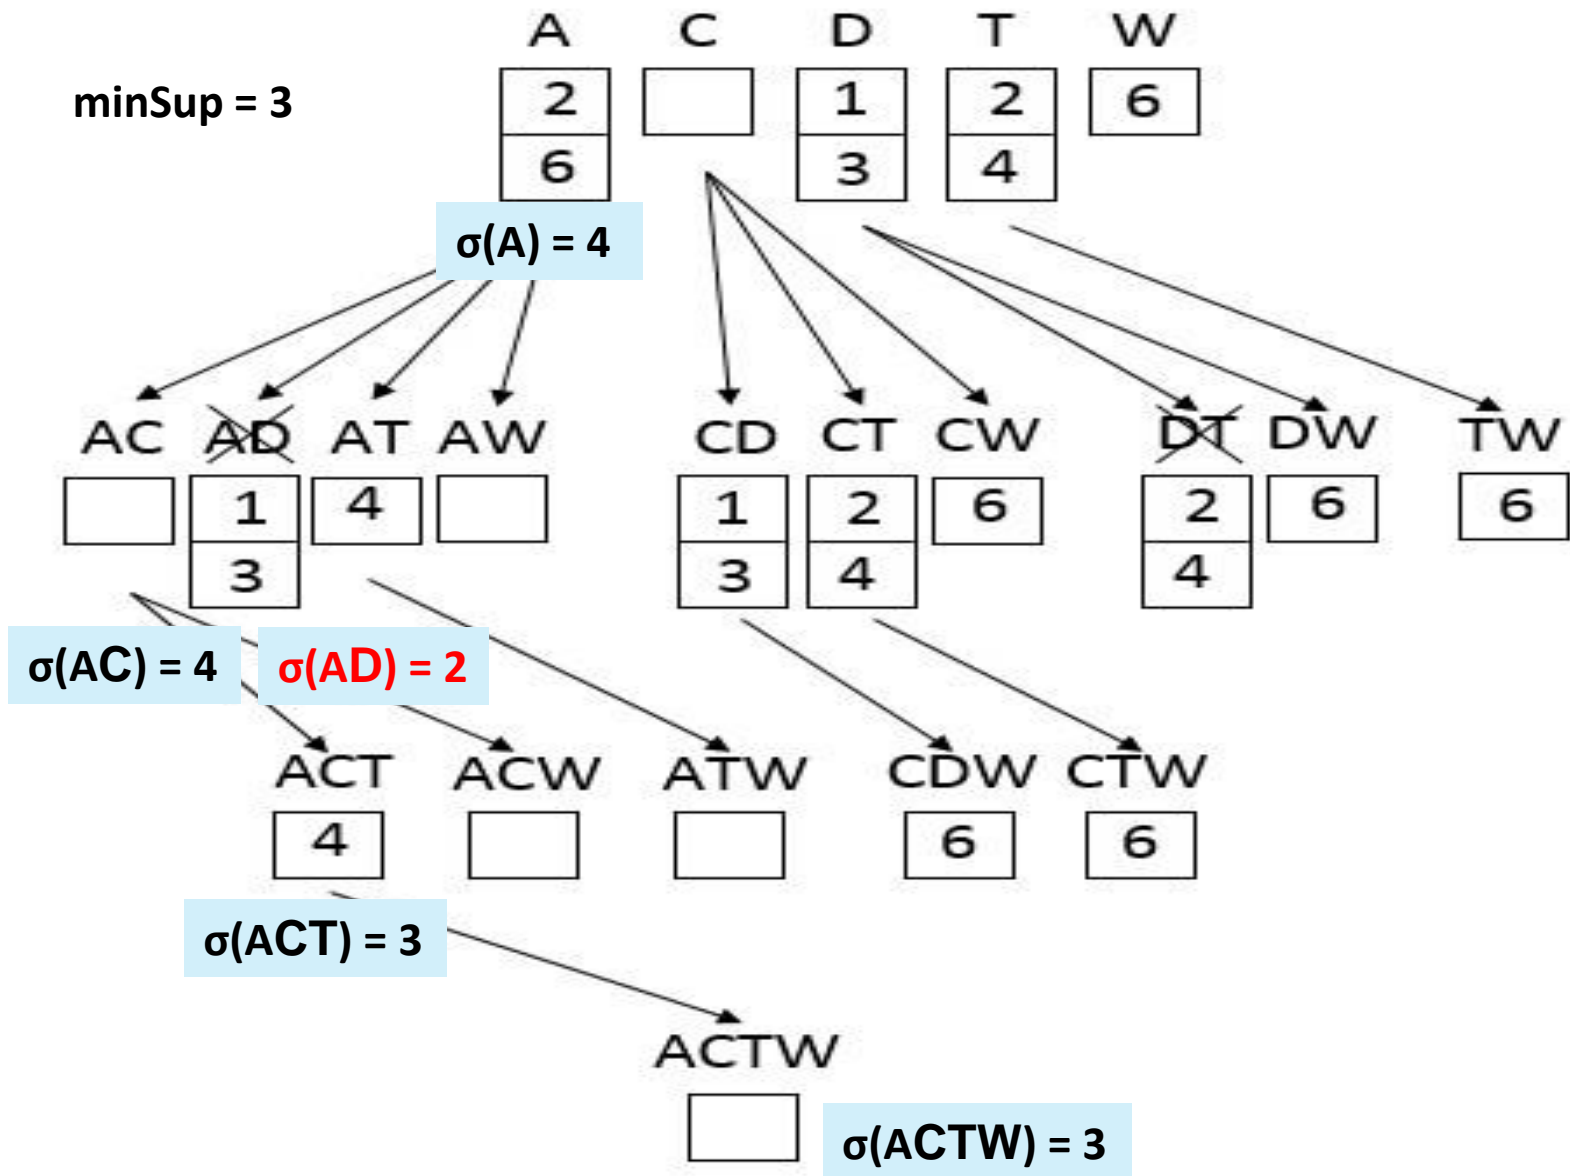 A C D T W
minSup = 3
2 1 2 6
6 3 4
σ(A) = 4
AC AD AT AW CD CT CW DT DW TW
1 4 1 2 6 2 6 6
3 3 4 4
σ(AC) = 4 σ(AD) = 2
ACT ACW ATW CDW CTW
4 6 6
σ(ACT) = 3
ACTW
σ(ACTW) = 3